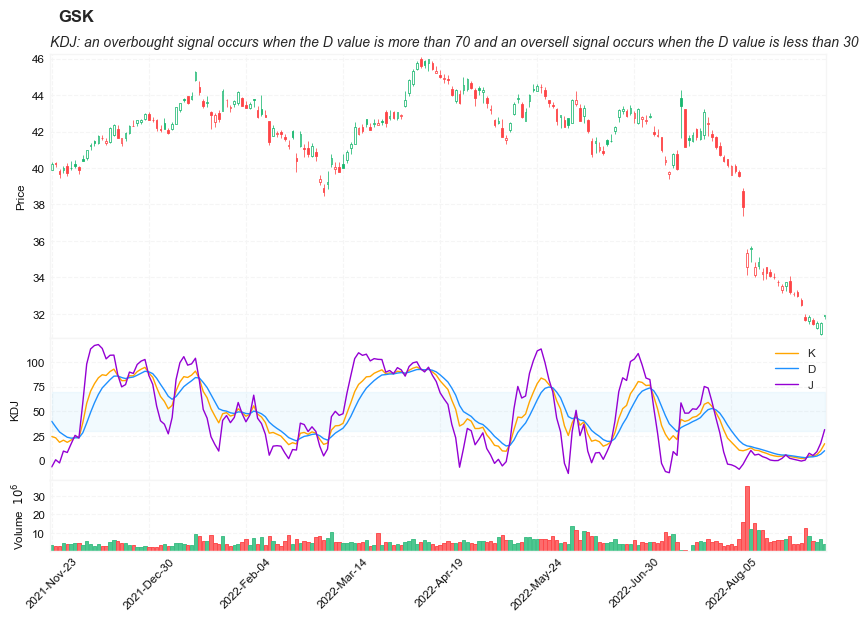 GSK
KDJ: an overbought signal occurs when the D value is more than 70 and an oversell signal occurs when the D value is less than 30
46
44
42
40
38
36
34
32
Price
K
D
J
100
75
50
25
0
KDJ
30
20
10
Volume 10^6
2021-Nov-23
2021-Dec-30
2022-Feb-04
2022-Mar-14
2022-Apr-19
2022-May-24
2022-Jun-30
2022-Aug-05